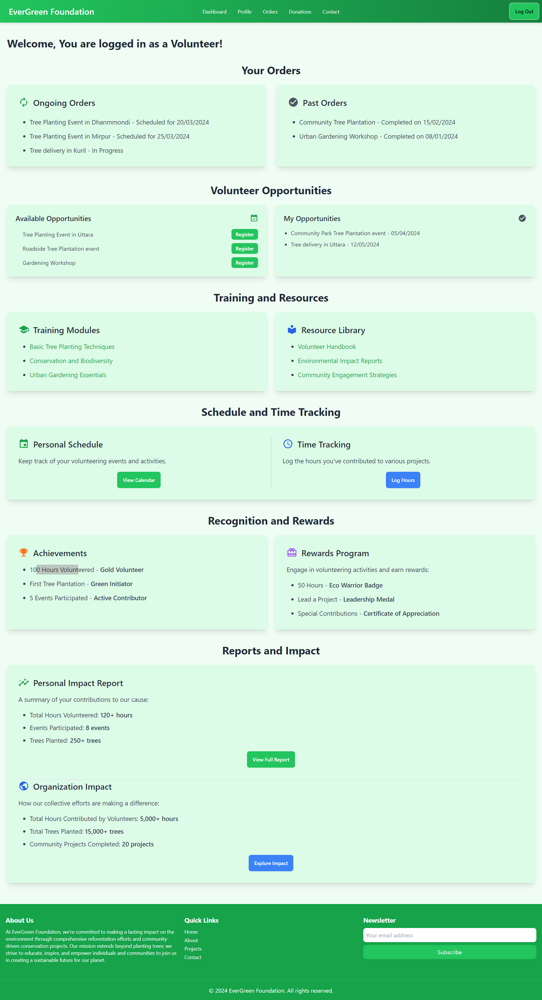 EverGreen Foundation
Dashboard Profile Orders Donations Contact
Log Out
Welcome, You are logged in as a Volunteer!
Your Orders
Ongoing Orders
Tree Planting Event in Dhanmmondi - Scheduled for 20/03/2024
Tree Planting Event in Mirpur - Scheduled for 25/03/2024
Tree delivery in Kuril - In Progress
Past Orders
Community Tree Plantation - Completed on 15/02/2024
Urban Gardening Workshop - Completed on 08/01/2024
Volunteer Opportunities
Available Opportunities
Tree Planting Event in Uttara Register
Roadside Tree Plantation event Register
Gardening Workshop Register
My Opportunities
Community Park Tree Plantation event - 05/04/2024
Tree delivery in Uttara - 12/05/2024
Training and Resources
Training Modules
Basic Tree Planting Techniques
Conservation and Biodiversity
Urban Gardening Essentials
Resource Library
Volunteer Handbook
Environmental Impact Reports
Community Engagement Strategies
Schedule and Time Tracking
Personal Schedule
Keep track of your volunteering events and activities.
View Calendar
Time Tracking
Log the hours you've contributed to various projects.
Log Hours
Recognition and Rewards
Achievements
100 Hours Volunteered - Gold Volunteer
First Tree Plantation - Green Initiator
5 Events Participated - Active Contributor
Rewards Program
Engage in volunteering activities and earn rewards:
50 Hours - Eco Warrior Badge
Lead a Project - Leadership Medal
Special Contributions - Certificate of Appreciation
Reports and Impact
Personal Impact Report
A summary of your contributions to our cause:
Total Hours Volunteered: 120+ hours
Events Participated: 8 events
Trees Planted: 250+ trees
View Full Report
Organization Impact
How our collective efforts are making a difference:
Total Hours Contributed by Volunteers: 5,000+ hours
Total Trees Planted: 15,000+ trees
Community Projects Completed: 20 projects
Explore Impact
About Us
At EverGreen Foundation, we're committed to making a lasting impact on the
environment through comprehensive reforestation efforts and community-
driven conservation projects. Our mission extends beyond planting trees; we
strive to educate, inspire, and empower individuals and communities to join us
in creating a sustainable future for our planet.
Quick Links
Home
About
Projects
Contact
Newsletter
Your email address
Subscribe
© 2024 EverGreen Foundation. All rights reserved.